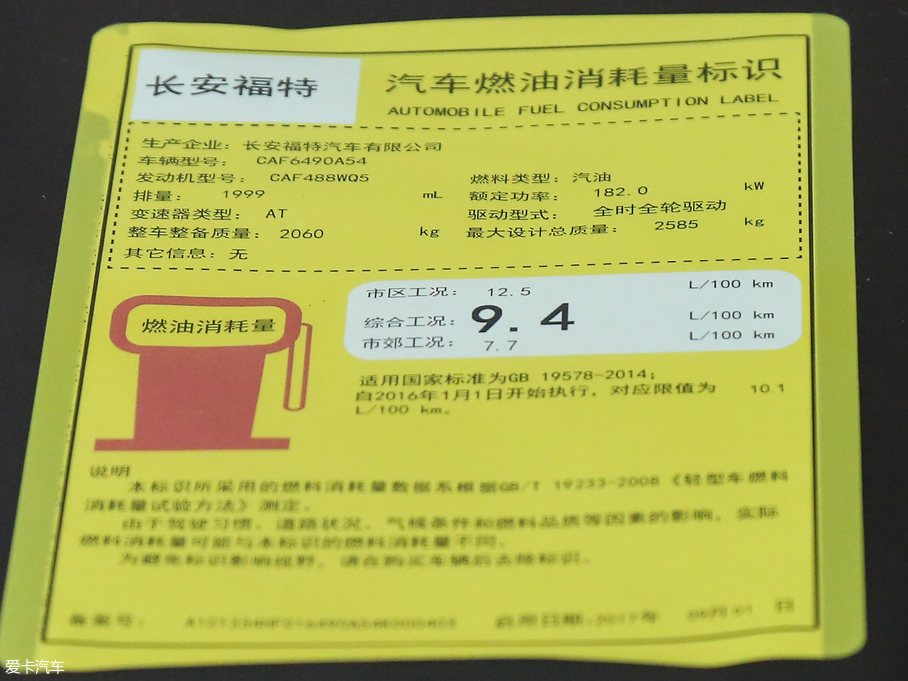 长安福特
汽车燃油消耗量标识
AUTOMOBILE FUEL CONSUMPTION LABEL
生产企业: 长安福特汽车有限公司
车辆型号: CAF6490A54
发动机型号: CAF488WQ5 燃料类型: 汽油
排量: 1999 mL 额定功率: 182.0 kW
变速器类型: AT 驱动型式: 全时全轮驱动
整车整备质量: 2060 kg 最大设计总质量: 2585 kg
其它信息: 无
燃油消耗量
市区工况: 12.5 L/100 km
综合工况: 9.4 L/100 km
市郊工况: 7.7 L/100 km
适用国家标准为GB 19578-2014;
自2016年1月1日开始执行, 对应限值为 10.1
L/100 km。
说明
本标识所采用的燃料消耗量数据系根据GB/T 19233-2008《轻型车燃料
消耗量试验方法》测定。
由于驾驶习惯、道路状况、气候条件和燃料品质等因素的影响, 实际
燃料消耗量可能与本标识的燃料消耗量不同。
为避免标识影响视野, 请在购买车辆后去除标识。
备案号:
启用日期: 2017年 日
爱卡汽车